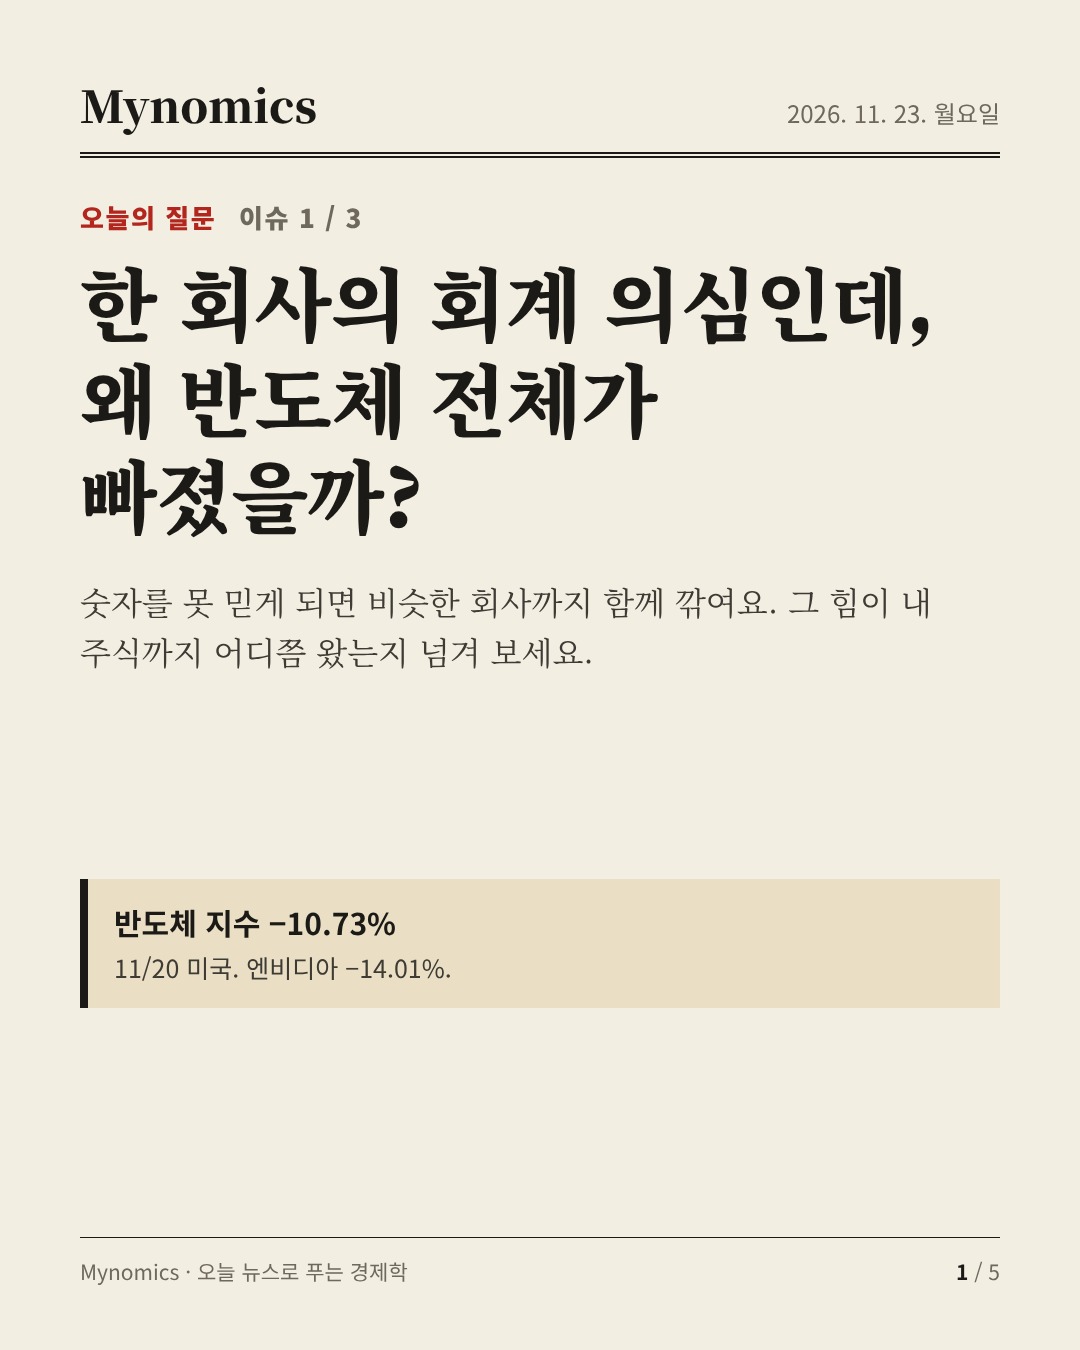 Mynomics
2026. 11. 23. 월요일
오늘의 질문 이슈 1 / 3
한 회사의 회계 의심인데,
왜 반도체 전체가
빠졌을까?
숫자를 못 믿게 되면 비슷한 회사까지 함께 깎여요. 그 힘이 내
주식까지 어디쯤 왔는지 넘겨 보세요.
반도체 지수 −10.73%
11/20 미국. 엔비디아 −14.01%.
Mynomics · 오늘 뉴스로 푸는 경제학
1 / 5